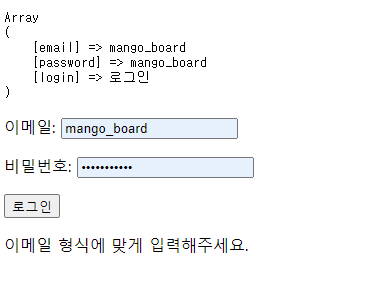 Array
(
    [email] => mango_board
    [password] => mango_board
    [login] => 로그인
)
이메일: mango_board
비밀번호: •••••••••••
로그인
이메일 형식에 맞게 입력해주세요.